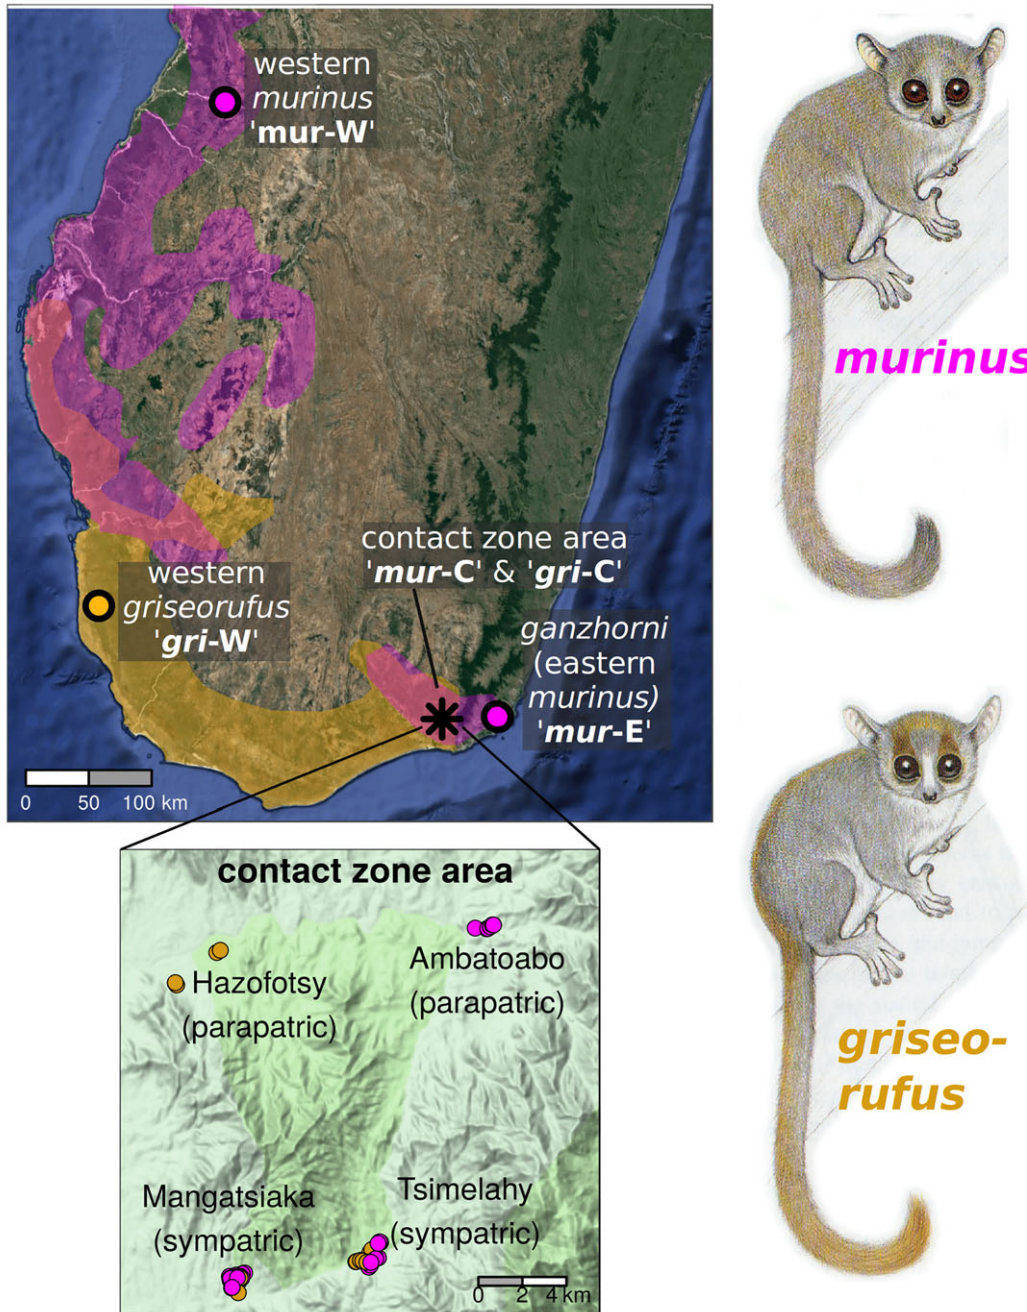 western
murinus
'mur-W'
murinus
contact zone area
'mur-C' & 'gri-C'
western
griseorufus
'gri-W'
ganzhorni
(eastern
murinus)
'mur-E'
0 50 100 km
contact zone area
Ambatoabo
(parapatric)
Hazofotsy
(parapatric)
griseo-
rufus
Mangatsiaka
(sympatric)
Tsimelahy
(sympatric)
0 2 4 km